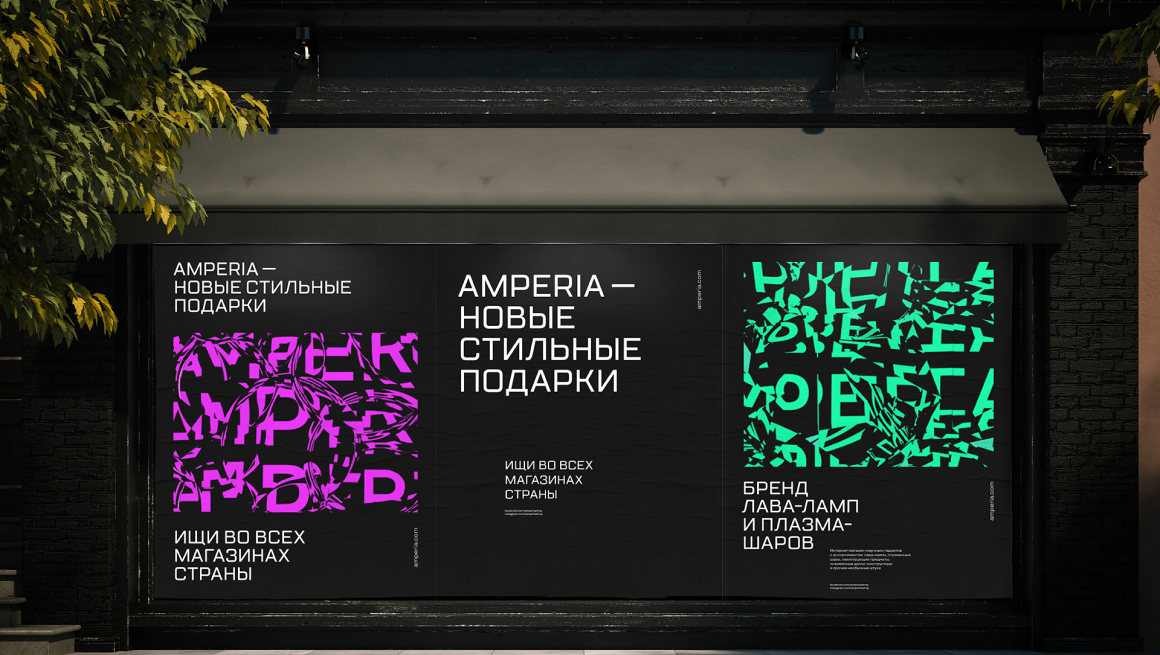 AMPERIA —
НОВЫЕ СТИЛЬНЫЕ
ПОДАРКИ
ИЩИ ВО ВСЕХ
МАГАЗИНАХ
СТРАНЫ
amperia.com
AMPERIA —
НОВЫЕ
СТИЛЬНЫЕ
ПОДАРКИ
amperia.com
ИЩИ ВО ВСЕХ
МАГАЗИНАХ
СТРАНЫ
БРЕНД
ЛАВА-ЛАМП
И ПЛАЗМА-
ШАРОВ
amperia.com